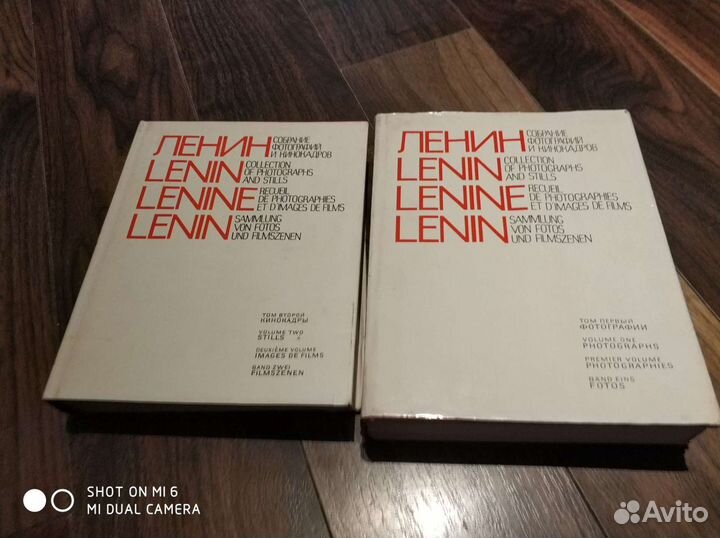 ЛЕНИН СОБРАНИЕ
ФОТОГРАФИЙ
И КИНОКАДРОВ
LENIN COLLECTION
OF PHOTOGRAPHS
AND STILLS
LENINE RECUEIL
DE PHOTOGRAPHIES
ET D'IMAGES DE FILMS
LENIN SAMMLUNG
VON FOTOS
UND FILMSZENEN
ТОМ ВТОРОЙ
КИНОКАДРЫ
VOLUME TWO
STILLS
DEUXIÈME VOLUME
IMAGES DE FILMS
BAND ZWEI
FILMSZENEN
ЛЕНИН СОБРАНИЕ
ФОТОГРАФИЙ
И КИНОКАДРОВ
LENIN COLLECTION
OF PHOTOGRAPHS
AND STILLS
LENINE RECUEIL
DE PHOTOGRAPHIES
ET D'IMAGES DE FILMS
LENIN SAMMLUNG
VON FOTOS
UND FILMSZENEN
ТОМ ПЕРВЫЙ
ФОТОГРАФИИ
VOLUME ONE
PHOTOGRAPHS
PREMIER VOLUME
PHOTOGRAPHIES
BAND EINS
FOTOS
SHOT ON MI 6
MI DUAL CAMERA
Avito